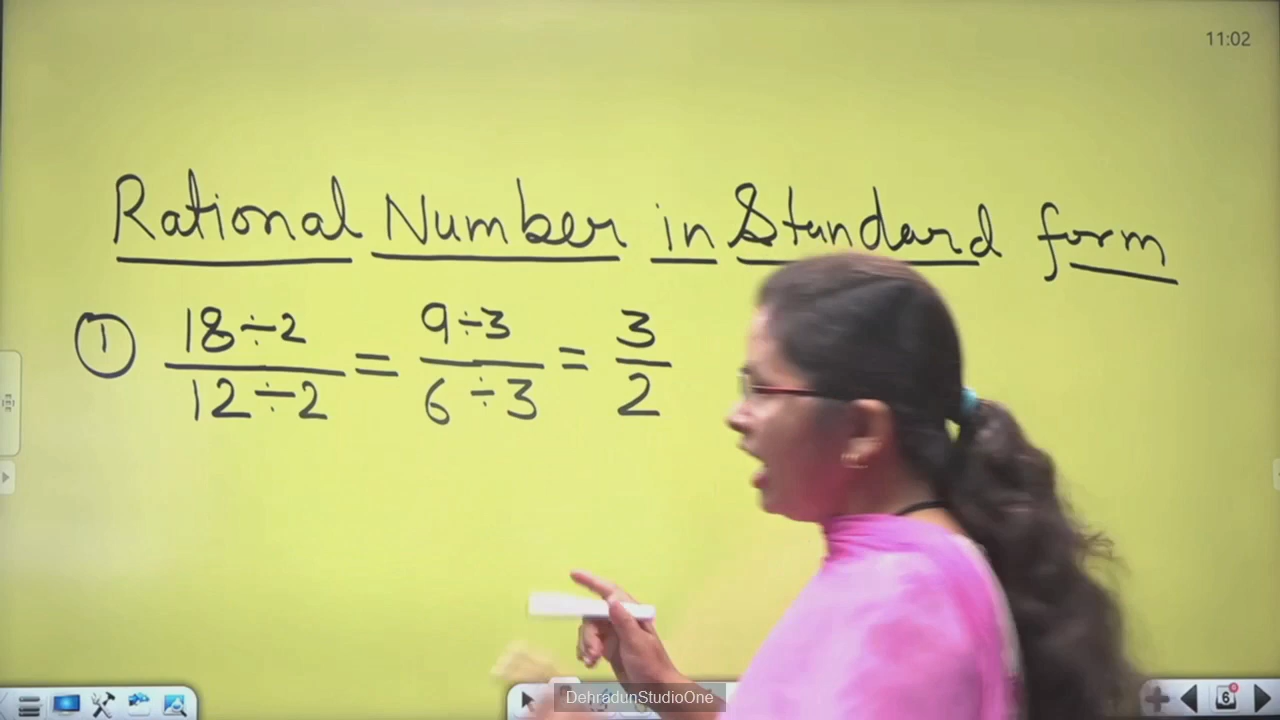 11:02
Rational Number in Standard form
① 18÷2/12÷2 = 9÷3/6÷3 = 3/2
6
DehradunStudioOne